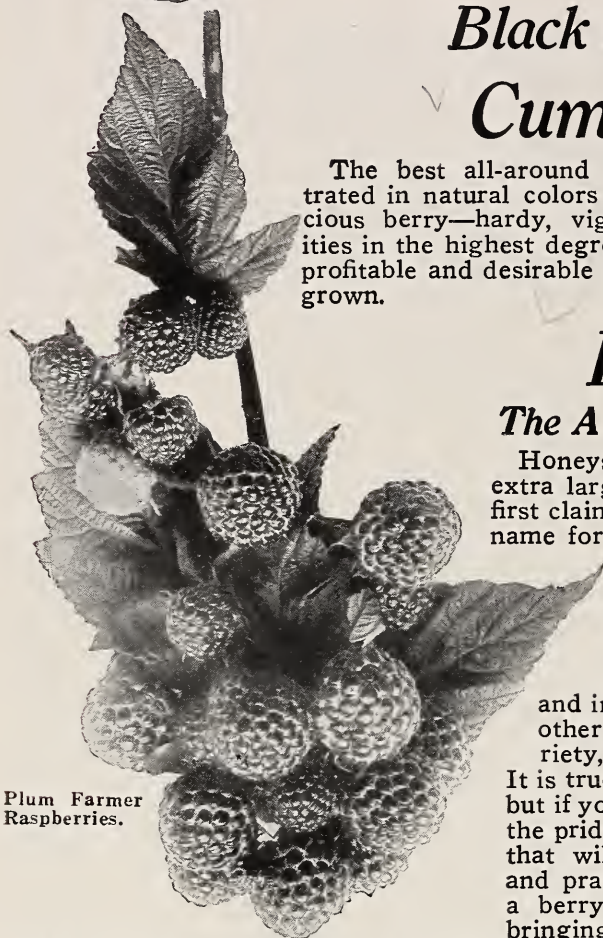 Black
Cum
The best all-around
trated in natural colors
cious berry—hardy, vig
ities in the highest degre
profitable and desirable
grown.
The A
Honeys
extra larg
first clain
name for
and in
other
riety,
It is tru
but if yo
the prid
that wil
and pra
a berry
bringing
Plum Farmer
Raspberries.